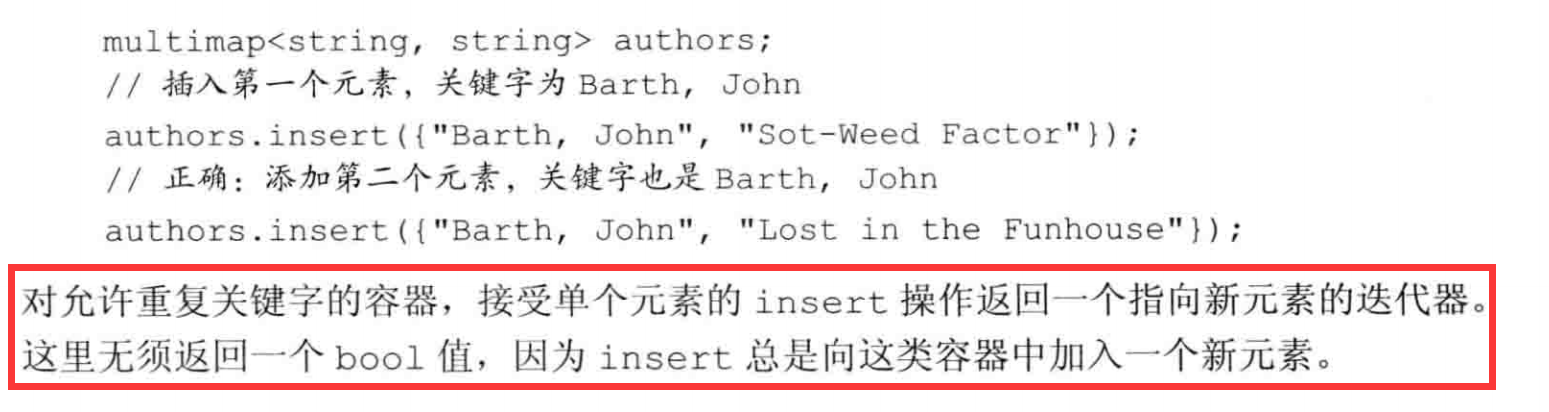 multimap<string, string> authors;
// 插入第一个元素，关键字为 Barth, John
authors.insert({"Barth, John", "Sot-Weed Factor"});
// 正确：添加第二个元素，关键字也是 Barth, John
authors.insert({"Barth, John", "Lost in the Funhouse"});
对允许重复关键字的容器，接受单个元素的 insert 操作返回一个指向新元素的迭代器。
这里无须返回一个 bool 值，因为 insert 总是向这类容器中加入一个新元素。